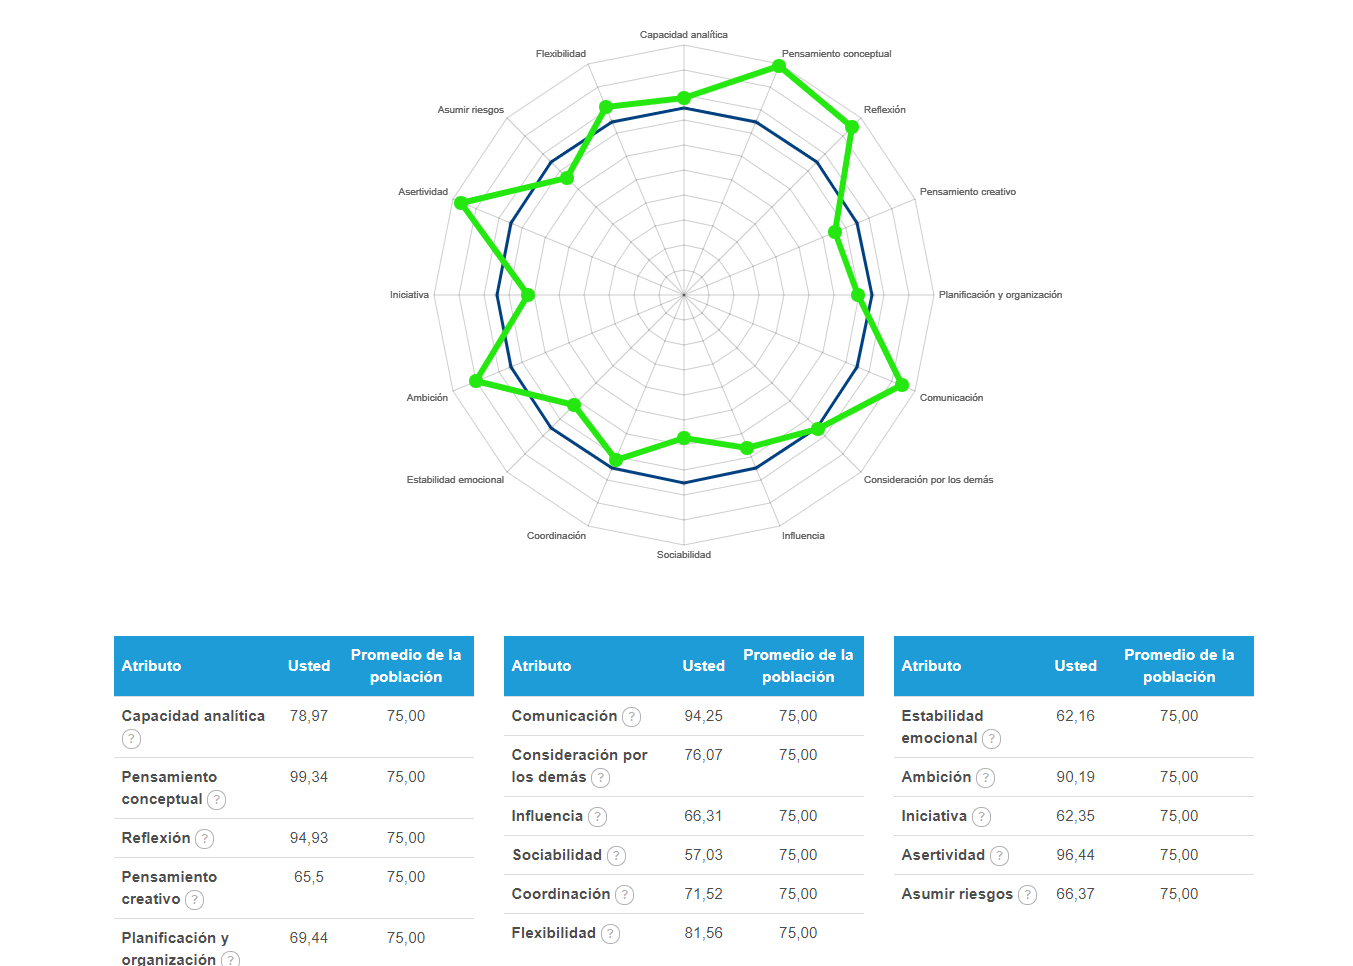 Capacidad analítica
Flexibilidad
Pensamiento conceptual
Asumir riesgos
Reflexión
Asertividad
Pensamiento creativo
Iniciativa
Planificación y organización
Ambición
Comunicación
Estabilidad emocional
Consideración por los demás
Coordinación
Influencia
Sociabilidad
Atributo Usted Promedio de la
población
Capacidad analítica 78,97 75,00
?
Pensamiento 99,34 75,00
conceptual ?
Reflexión ? 94,93 75,00
Pensamiento 65,5 75,00
creativo ?
Planificación y 69,44 75,00
organización ?
Atributo Usted Promedio de la
población
Comunicación ? 94,25 75,00
Consideración por 76,07 75,00
los demás ?
Influencia ? 66,31 75,00
Sociabilidad ? 57,03 75,00
Coordinación ? 71,52 75,00
Flexibilidad ? 81,56 75,00
Atributo Usted Promedio de la
población
Estabilidad 62,16 75,00
emocional ?
Ambición ? 90,19 75,00
Iniciativa ? 62,35 75,00
Asertividad ? 96,44 75,00
Asumir riesgos ? 66,37 75,00